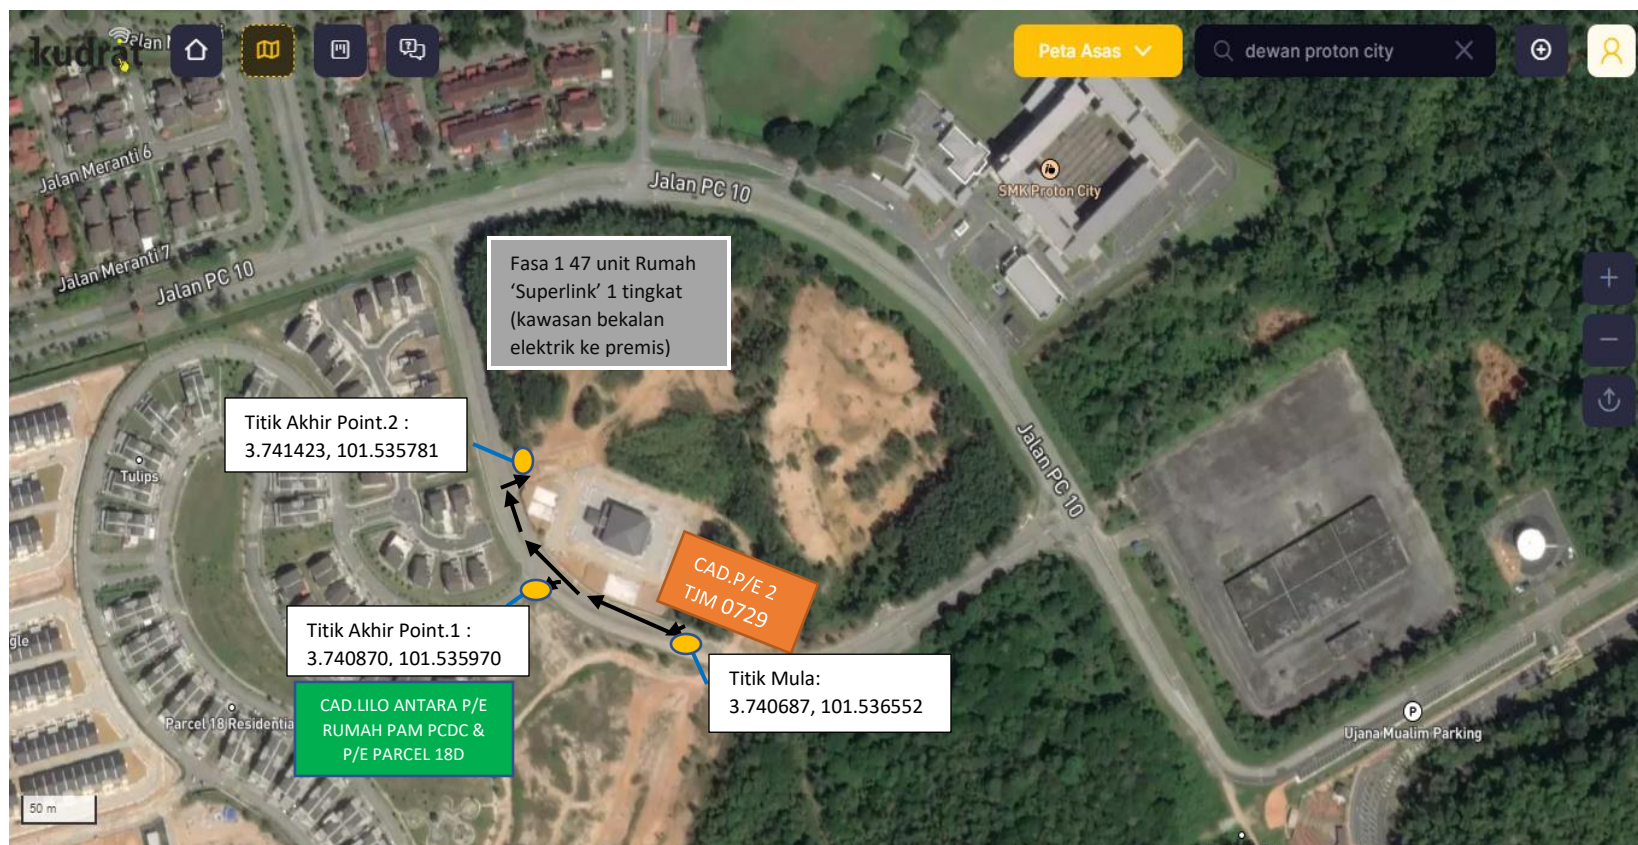 kudrat
Peta Asas
dewan proton city
Jalan Meranti 6
Jalan PC 10
SMK Proton City
Jalan Meranti 7
Jalan PC 10
Fasa 1 47 unit Rumah
‘Superlink’ 1 tingkat
(kawasan bekalan
elektrik ke premis)
Titik Akhir Point.2 :
3.741423, 101.535781
Jalan PC 10
Tulips
CAD.P/E 2
TJM 0729
Titik Akhir Point.1 :
3.740870, 101.535970
Titik Mula:
3.740687, 101.536552
CAD.LILO ANTARA P/E
RUMAH PAM PCDC &
P/E PARCEL 18D
Parcel 18 Residentia
P
Ujana Mualim Parking
50 m